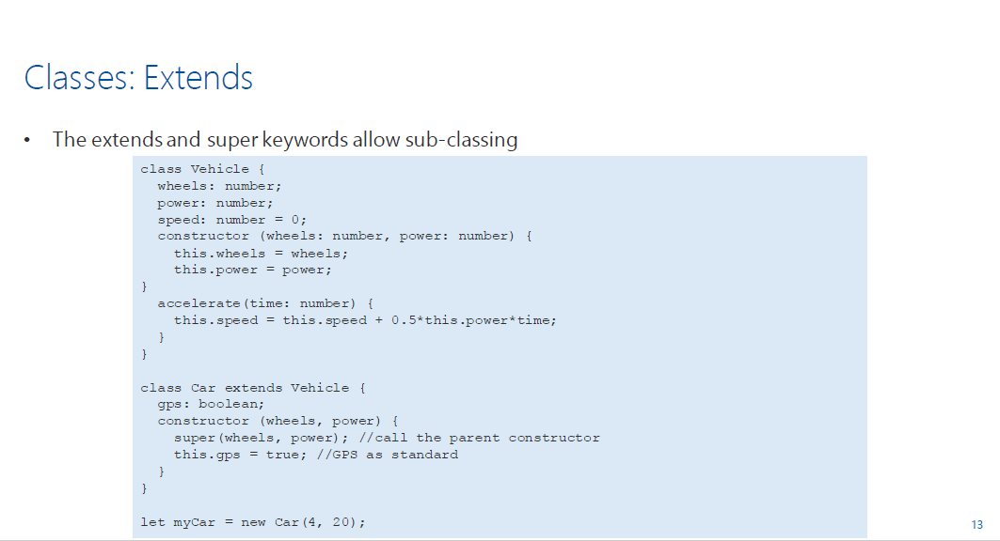 Classes: Extends
• The extends and super keywords allow sub-classing
class Vehicle {
  wheels: number;
  power: number;
  speed: number = 0;
  constructor (wheels: number, power: number) {
    this.wheels = wheels;
    this.power = power;
}
  accelerate(time: number) {
    this.speed = this.speed + 0.5*this.power*time;
  }
}

class Car extends Vehicle {
  gps: boolean;
  constructor (wheels, power) {
    super(wheels, power); //call the parent constructor
    this.gps = true; //GPS as standard
  }
}

let myCar = new Car(4, 20);
13